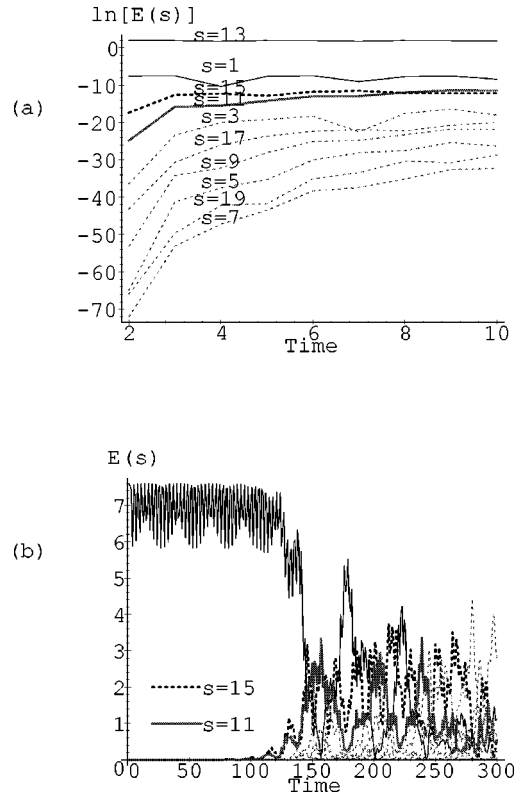 ln[E(s)]
0
-10
-20
-30
-40
-50
-60
-70
s=13
s=1
s=15
s=11
s=3
s=17
s=9
s=5
s=19
s=7
(a)
2 4 6 8 10
Time
E(s)
7
6
5
4
3
2
1
(b)
s=15
s=11
0 50 100 150 200 250 300
Time